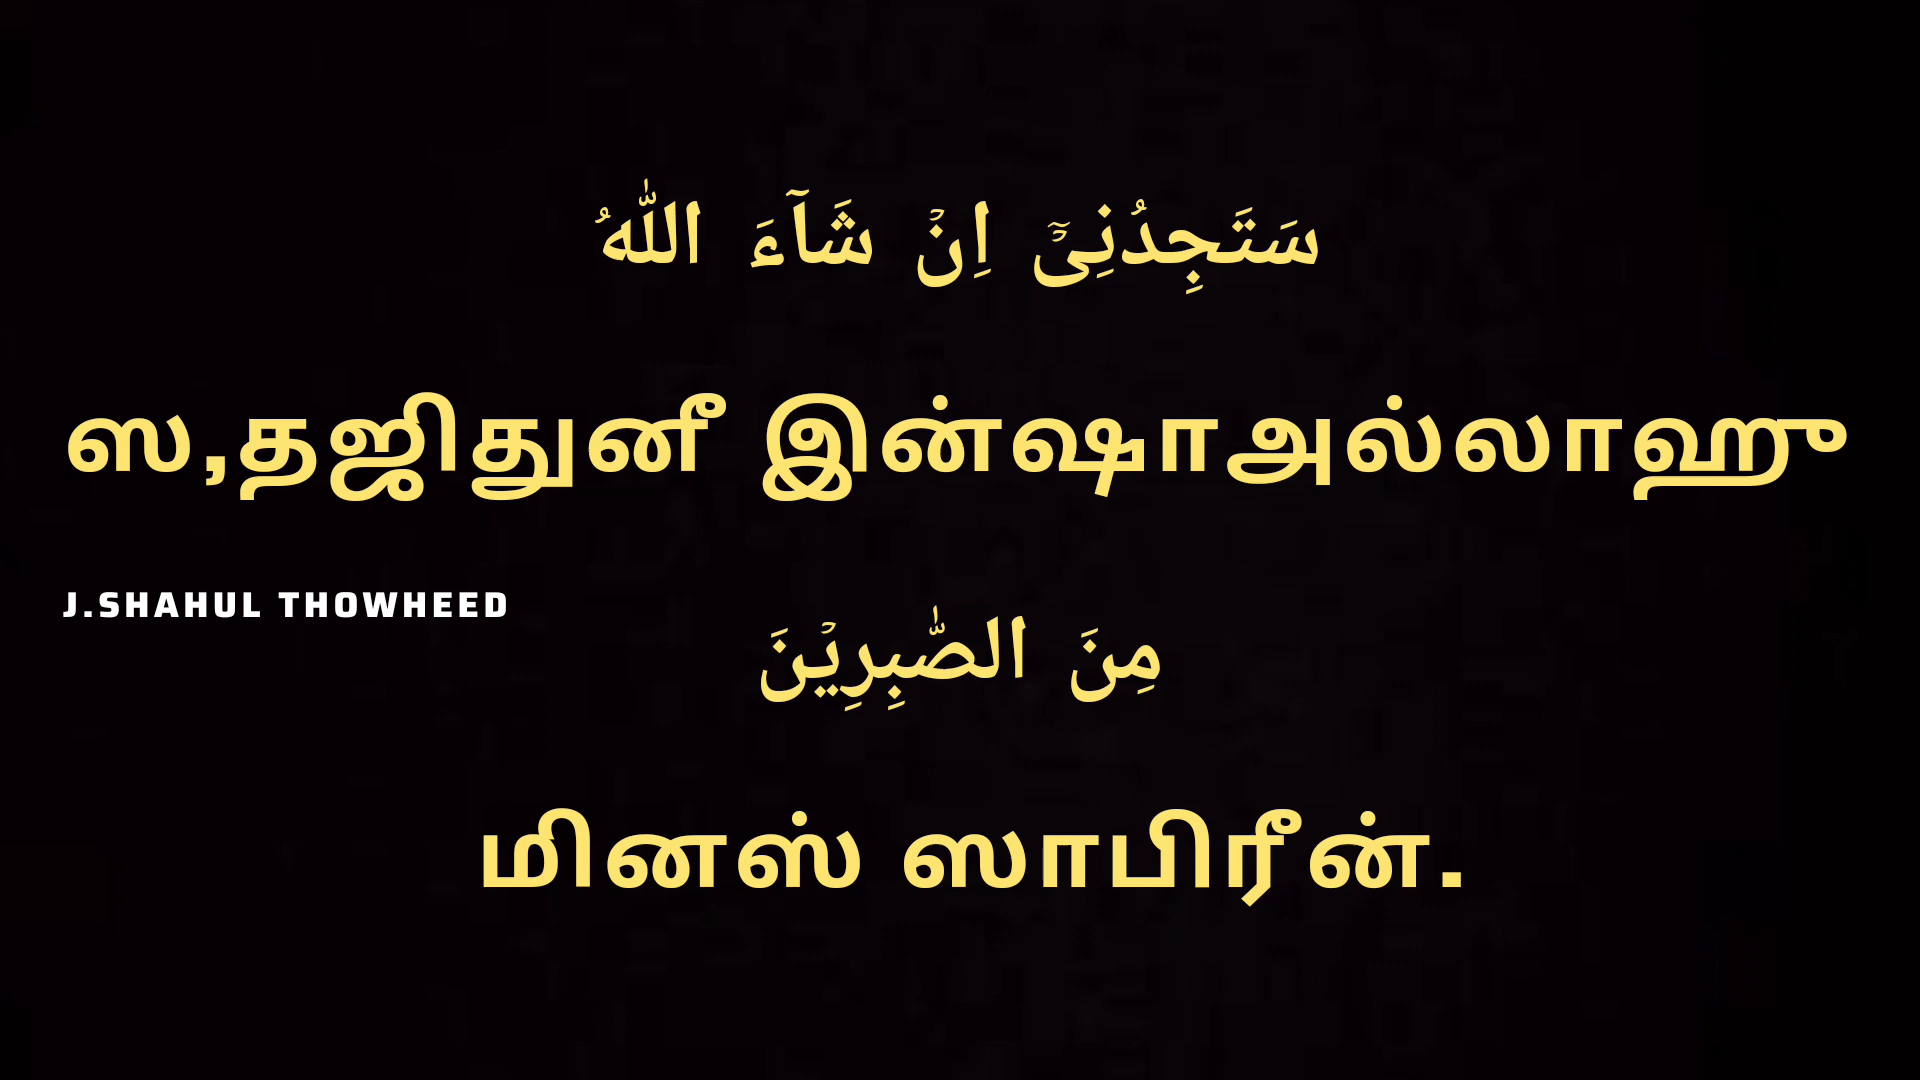 سَتَجِدُنِىْۤ اِنْ شَآءَ اللّٰهُ
ஸ,தஜிதுனீ இன்ஷாஅல்லாஹு
J.SHAHUL THOWHEED
مِنَ الصّٰبِرِيْنَ
மினஸ் ஸாபிரீன்.